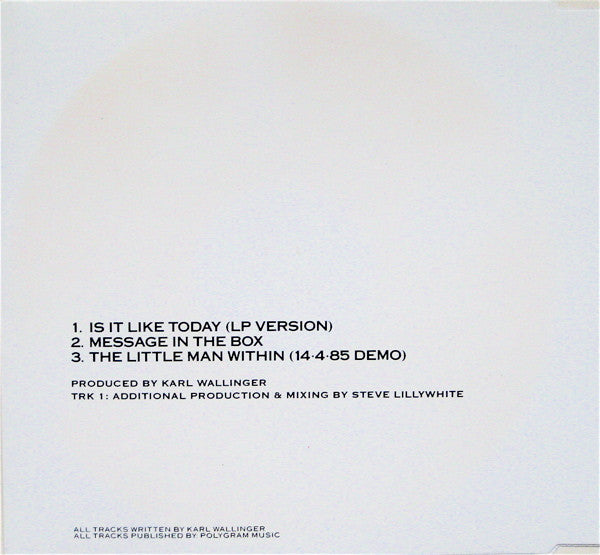 1. IS IT LIKE TODAY (LP VERSION)
2. MESSAGE IN THE BOX
3. THE LITTLE MAN WITHIN (14·4·85 DEMO)
PRODUCED BY KARL WALLINGER
TRK 1: ADDITIONAL PRODUCTION & MIXING BY STEVE LILLYWHITE
ALL TRACKS WRITTEN BY KARL WALLINGER
ALL TRACKS PUBLISHED BY: POLYGRAM MUSIC